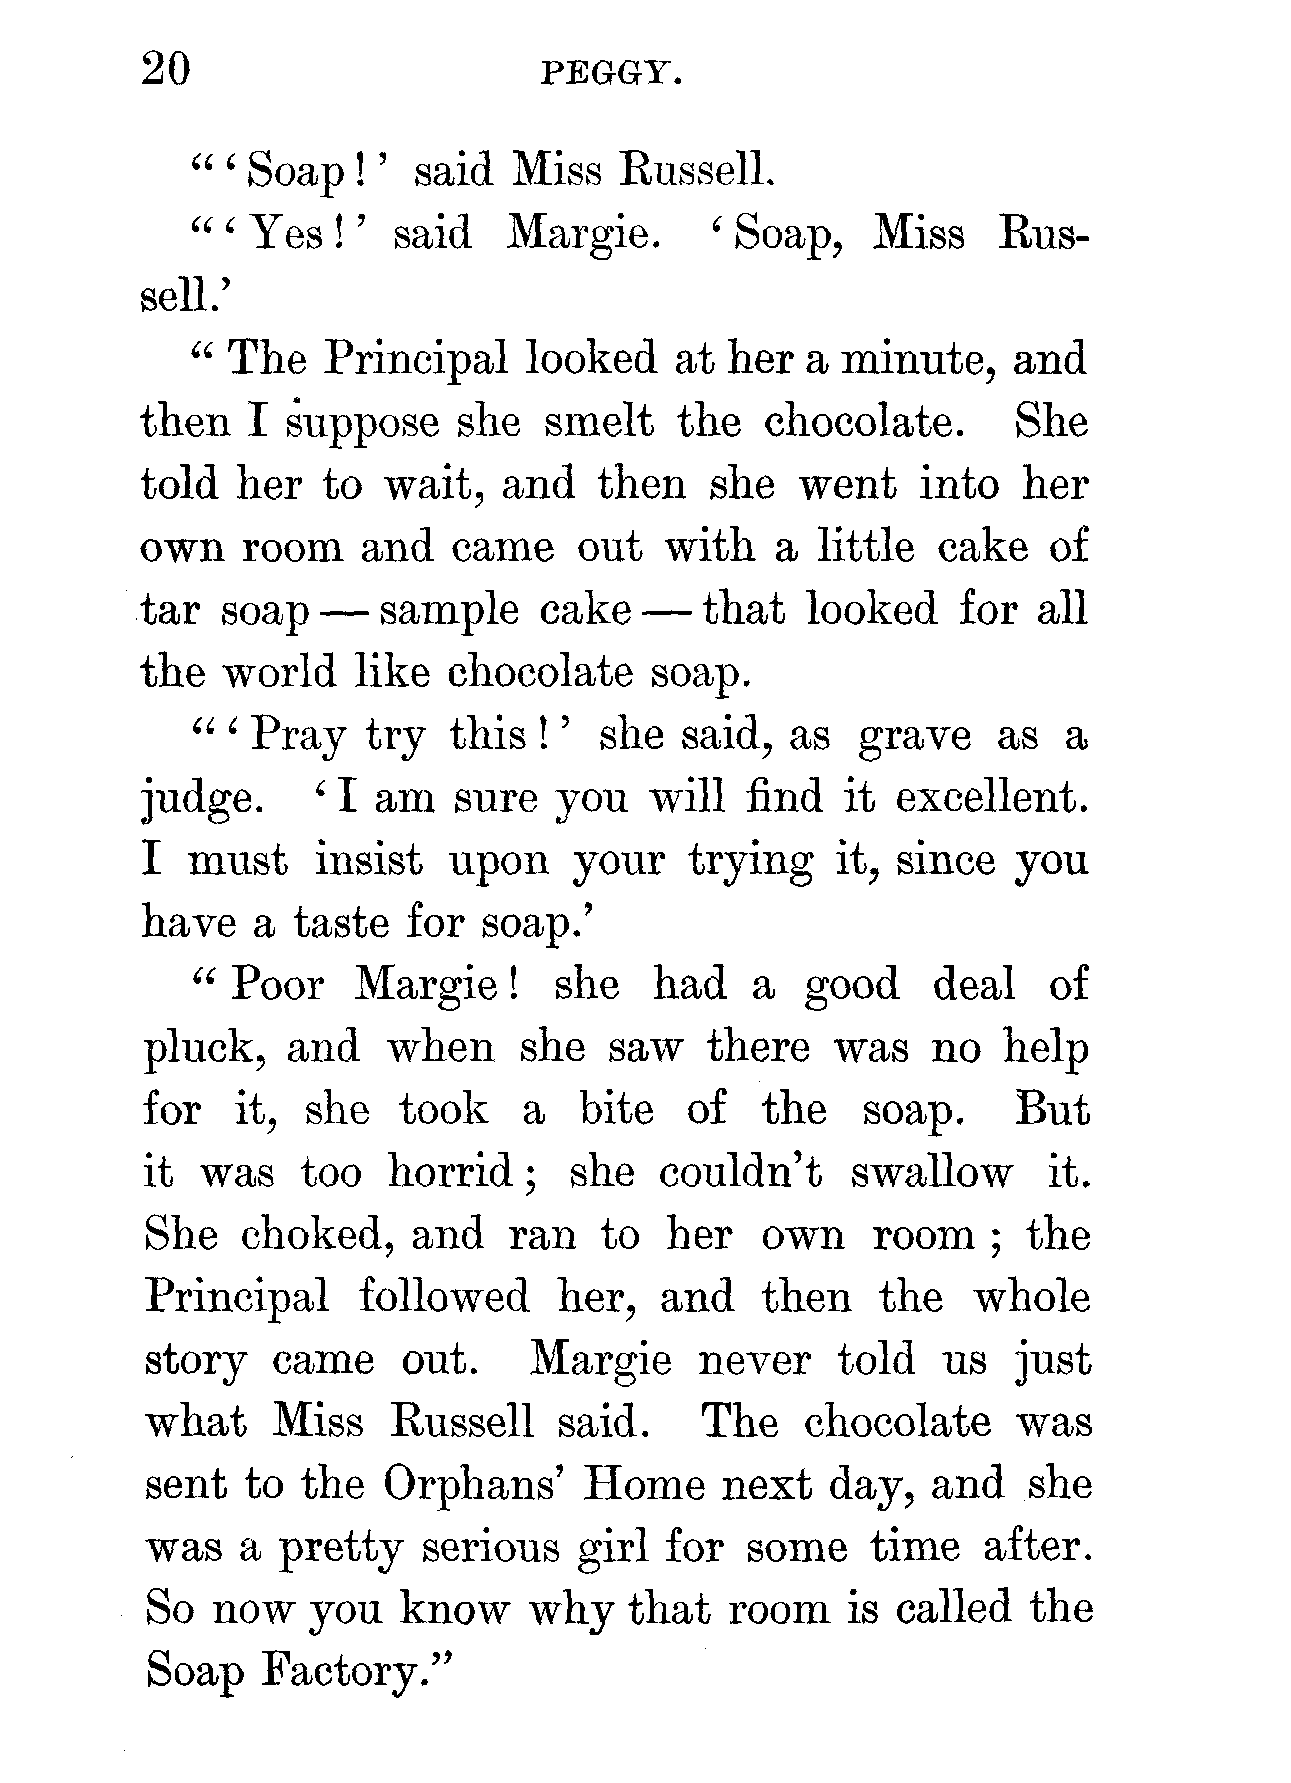 20 PEGGY.
“‘Soap!’ said Miss Russell.
“‘Yes!’ said Margie. ‘Soap, Miss Rus-
sell.’
“The Principal looked at her a minute, and
then I suppose she smelt the chocolate. She
told her to wait, and then she went into her
own room and came out with a little cake of
tar soap — sample cake — that looked for all
the world like chocolate soap.
“‘Pray try this!’ she said, as grave as a
judge. ‘I am sure you will find it excellent.
I must insist upon your trying it, since you
have a taste for soap.’
“Poor Margie! she had a good deal of
pluck, and when she saw there was no help
for it, she took a bite of the soap. But
it was too horrid; she couldn’t swallow it.
She choked, and ran to her own room; the
Principal followed her, and then the whole
story came out. Margie never told us just
what Miss Russell said. The chocolate was
sent to the Orphans’ Home next day, and she
was a pretty serious girl for some time after.
So now you know why that room is called the
Soap Factory.”